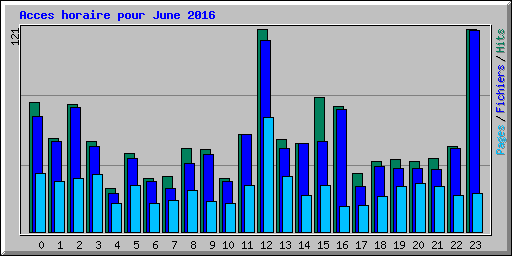 Acces horaire pour June 2016
121
Pages / Fichiers / Hits
0 1 2 3 4 5 6 7 8 9 10 11 12 13 14 15 16 17 18 19 20 21 22 23